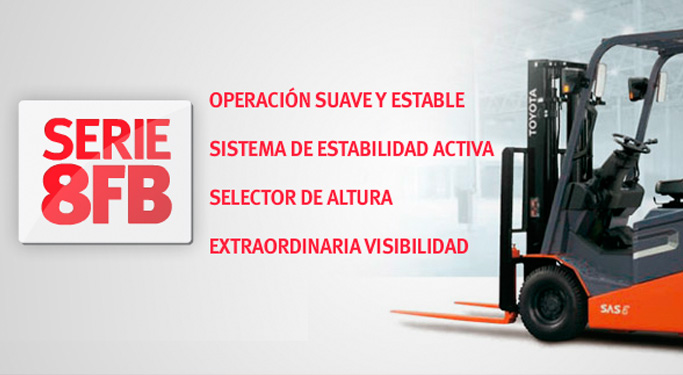 SERIE
8FB
OPERACIÓN SUAVE Y ESTABLE
SISTEMA DE ESTABILIDAD ACTIVA
SELECTOR DE ALTURA
EXTRAORDINARIA VISIBILIDAD
TOYOTA
SAS-E